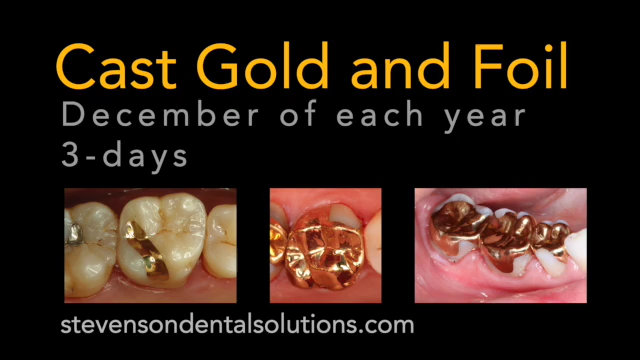 Cast Gold and Foil
December of each year
3-days
stevensondentalsolutions.com